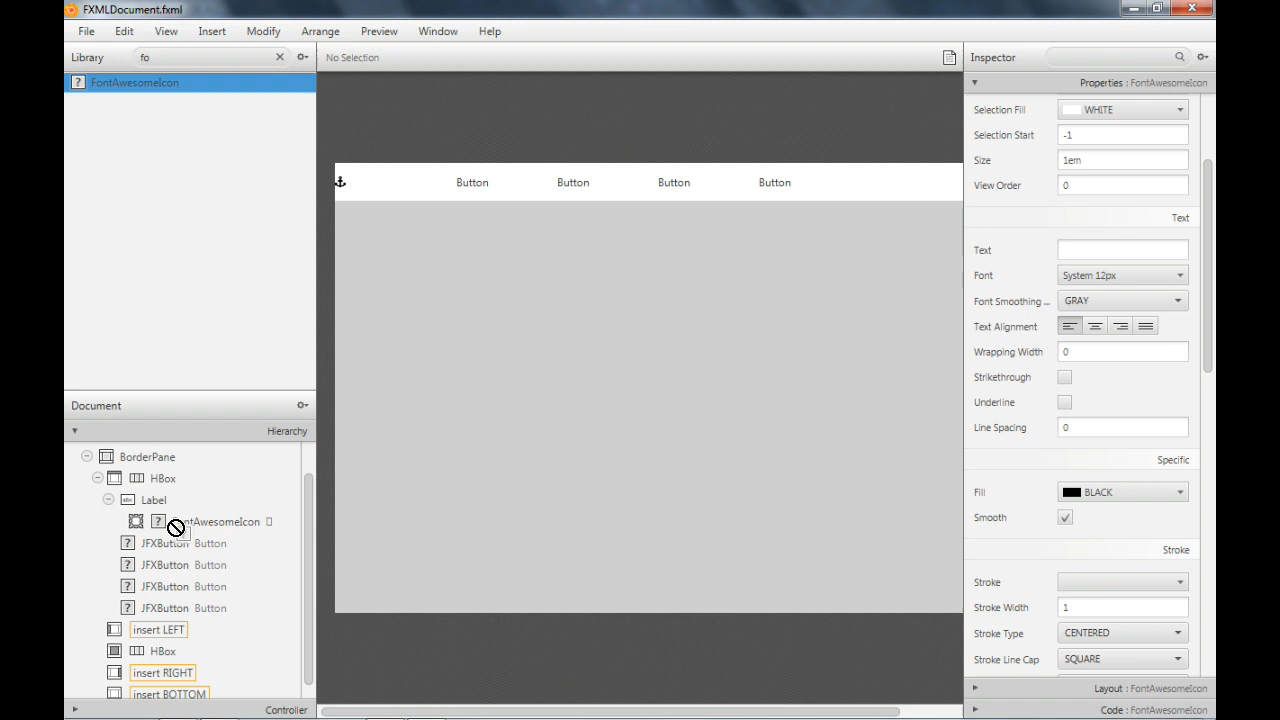 FXMLDocument.fxml
File Edit View Insert Modify Arrange Preview Window Help
Library fo
No Selection
Inspector
FontAwesomeIcon
Properties : FontAwesomeIcon
Selection Fill WHITE
Selection Start -1
Size 1em
View Order 0
Text
Text
Font System 12px
Font Smoothing ... GRAY
Text Alignment
Wrapping Width 0
Strikethrough
Underline
Line Spacing 0
Specific
Fill BLACK
Smooth
Stroke
Stroke
Stroke Width 1
Stroke Type CENTERED
Stroke Line Cap SQUARE
Layout : FontAwesomeIcon
Code : FontAwesomeIcon
Button Button Button Button
Document
Hierarchy
BorderPane
HBox
abc Label
? FontAwesomeIcon
? JFXButton Button
? JFXButton Button
? JFXButton Button
? JFXButton Button
insert LEFT
HBox
insert RIGHT
insert BOTTOM
Controller